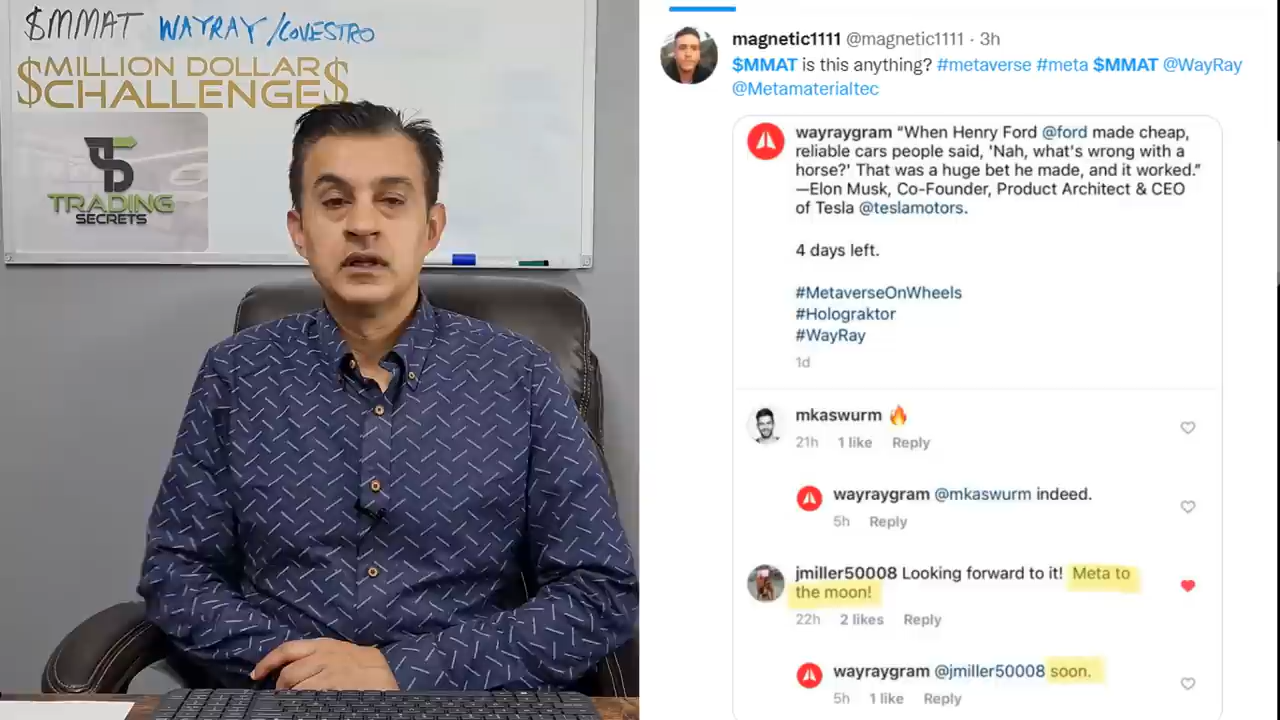 $MMAT WAYRAY/COVESTRO
$MILLION DOLLAR
CHALLENGE$
TRADING
SECRETS
magnetic1111 @magnetic1111 · 3h
$MMAT is this anything? #metaverse #meta $MMAT @WayRay
@Metamaterialtec
wayraygram “When Henry Ford @ford made cheap,
reliable cars people said, 'Nah, what's wrong with a
horse?' That was a huge bet he made, and it worked.”
—Elon Musk, Co-Founder, Product Architect & CEO
of Tesla @teslamotors.
4 days left.
#MetaverseOnWheels
#Holograktor
#WayRay
1d
mkaswurm 🔥
21h 1 like Reply
wayraygram @mkaswurm indeed.
5h Reply
jmiller50008 Looking forward to it! Meta to
the moon!
22h 2 likes Reply
wayraygram @jmiller50008 soon.
5h 1 like Reply